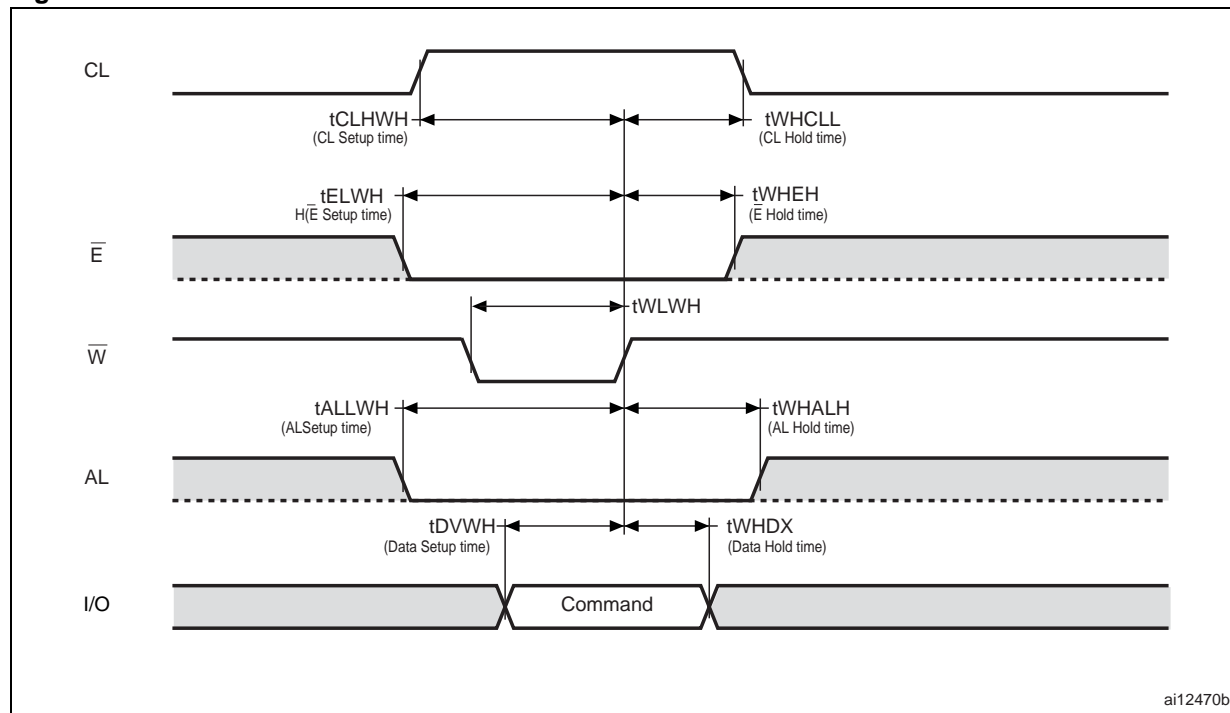 CL
tCLHWH
(CL Setup time)
tWHCLL
(CL Hold time)
tELWH
H(E̅ Setup time)
tWHEH
(E̅ Hold time)
E̅
tWLWH
W̅
tALLWH
(ALSetup time)
tWHALH
(AL Hold time)
AL
tDVWH
(Data Setup time)
tWHDX
(Data Hold time)
I/O
Command
ai12470b